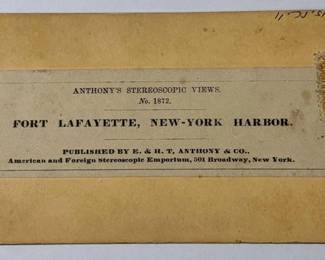 ANTHONY'S STEREOSCOPIC VIEWS.
No. 1872.
FORT LAFAYETTE, NEW-YORK HARBOR.
PUBLISHED BY E. & H. T. ANTHONY & CO.,
American and Foreign Stereoscopic Emporium, 501 Broadway, New York.